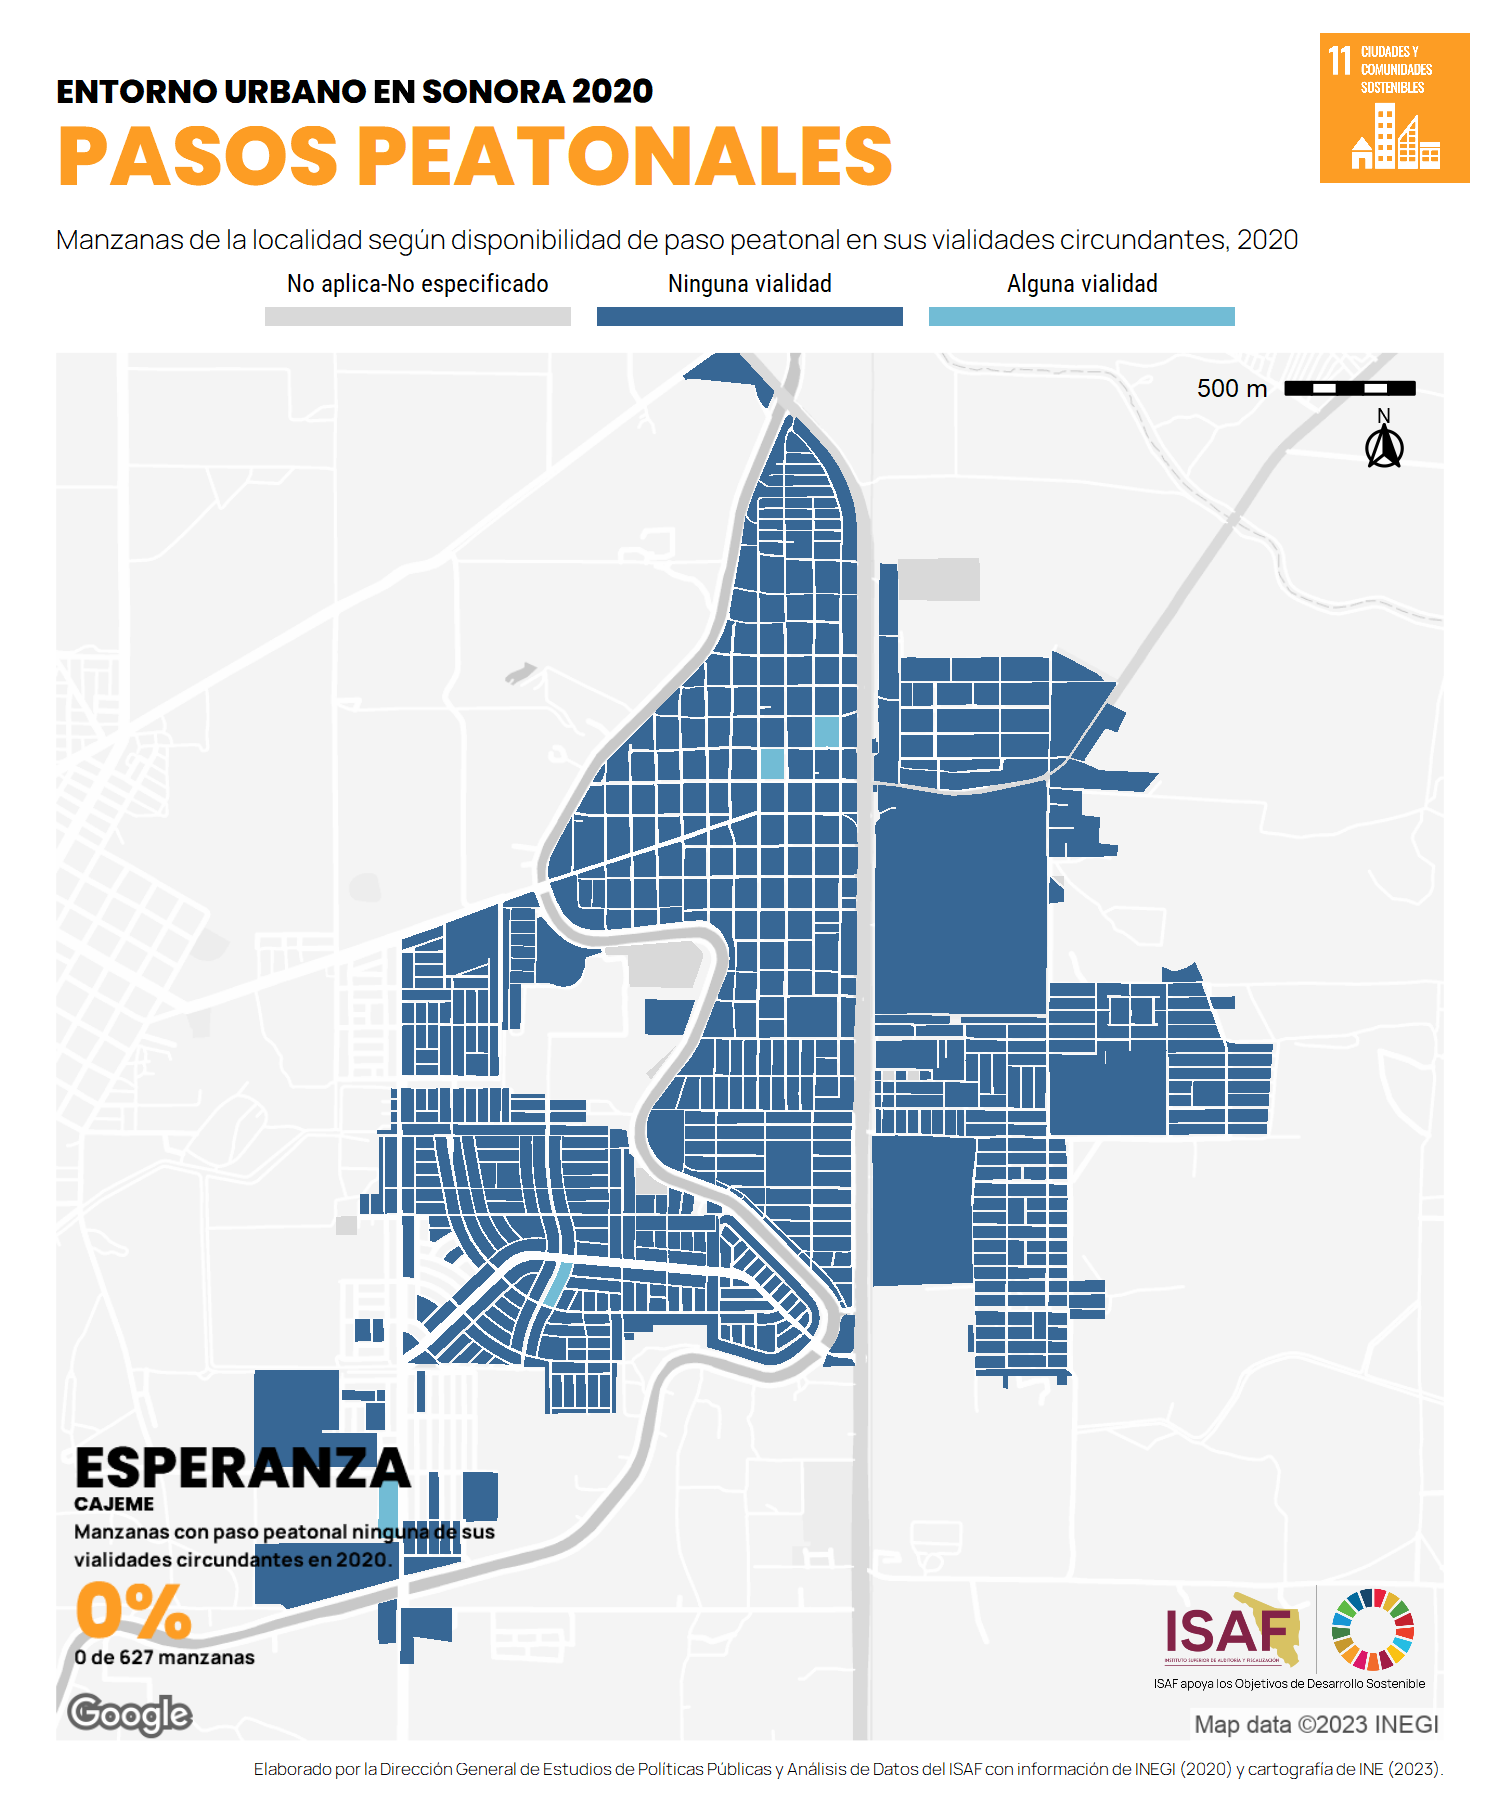 ENTORNO URBANO EN SONORA 2020
PASOS PEATONALES
11 CIUDADES Y
COMUNIDADES
SOSTENIBLES
Manzanas de la localidad según disponibilidad de paso peatonal en sus vialidades circundantes, 2020
No aplica-No especificado
Ninguna vialidad
Alguna vialidad
500 m
N
ESPERANZA
CAJEME
Manzanas con paso peatonal ninguna de sus
vialidades circundantes en 2020.
0%
0 de 627 manzanas
Google
ISAF
INSTITUTO SUPERIOR DE AUDITORÍA Y FISCALIZACIÓN
ISAF apoya los Objetivos de Desarrollo Sostenible
Map data ©2023 INEGI
Elaborado por la Dirección General de Estudios de Políticas Públicas y Análisis de Datos del ISAF con información de INEGI (2020) y cartografía de INE (2023).